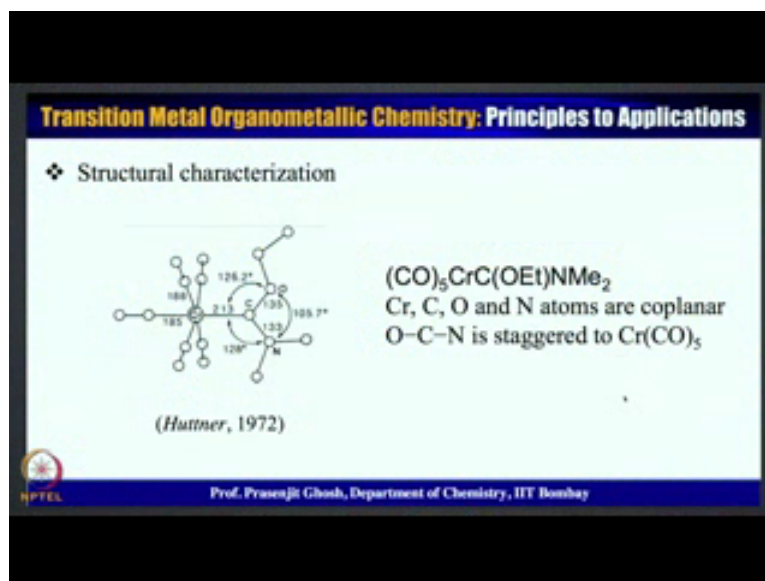 Transition Metal Organometallic Chemistry: Principles to Applications
❖ Structural characterization
126.2°
188
213
C
135
O
105.7°
185
133
128°
N
(CO)₅CrC(OEt)NMe₂
Cr, C, O and N atoms are coplanar
O−C−N is staggered to Cr(CO)₅
(Huttner, 1972)
NPTEL
Prof. Prasenjit Ghosh, Department of Chemistry, IIT Bombay